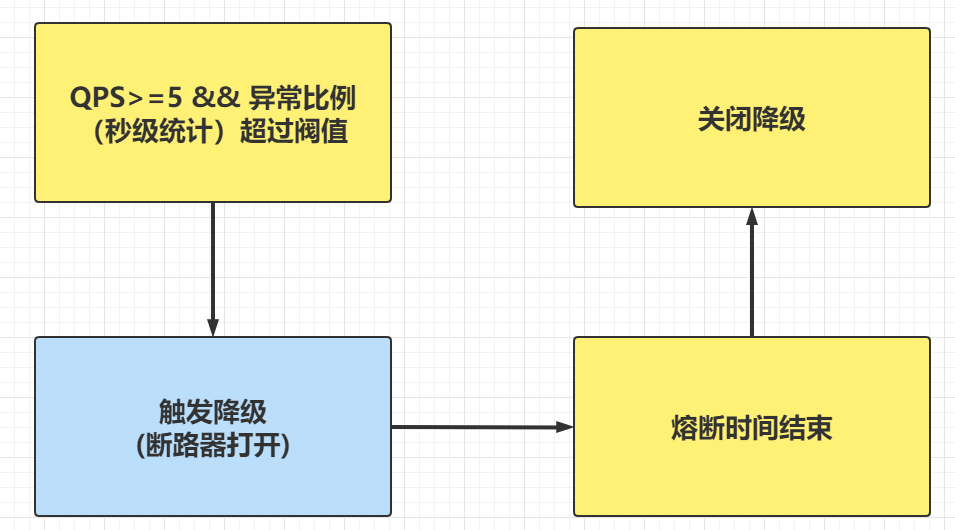 QPS>=5 && 异常比例
（秒级统计）超过阀值
触发降级
(断路器打开)
熔断时间结束
关闭降级